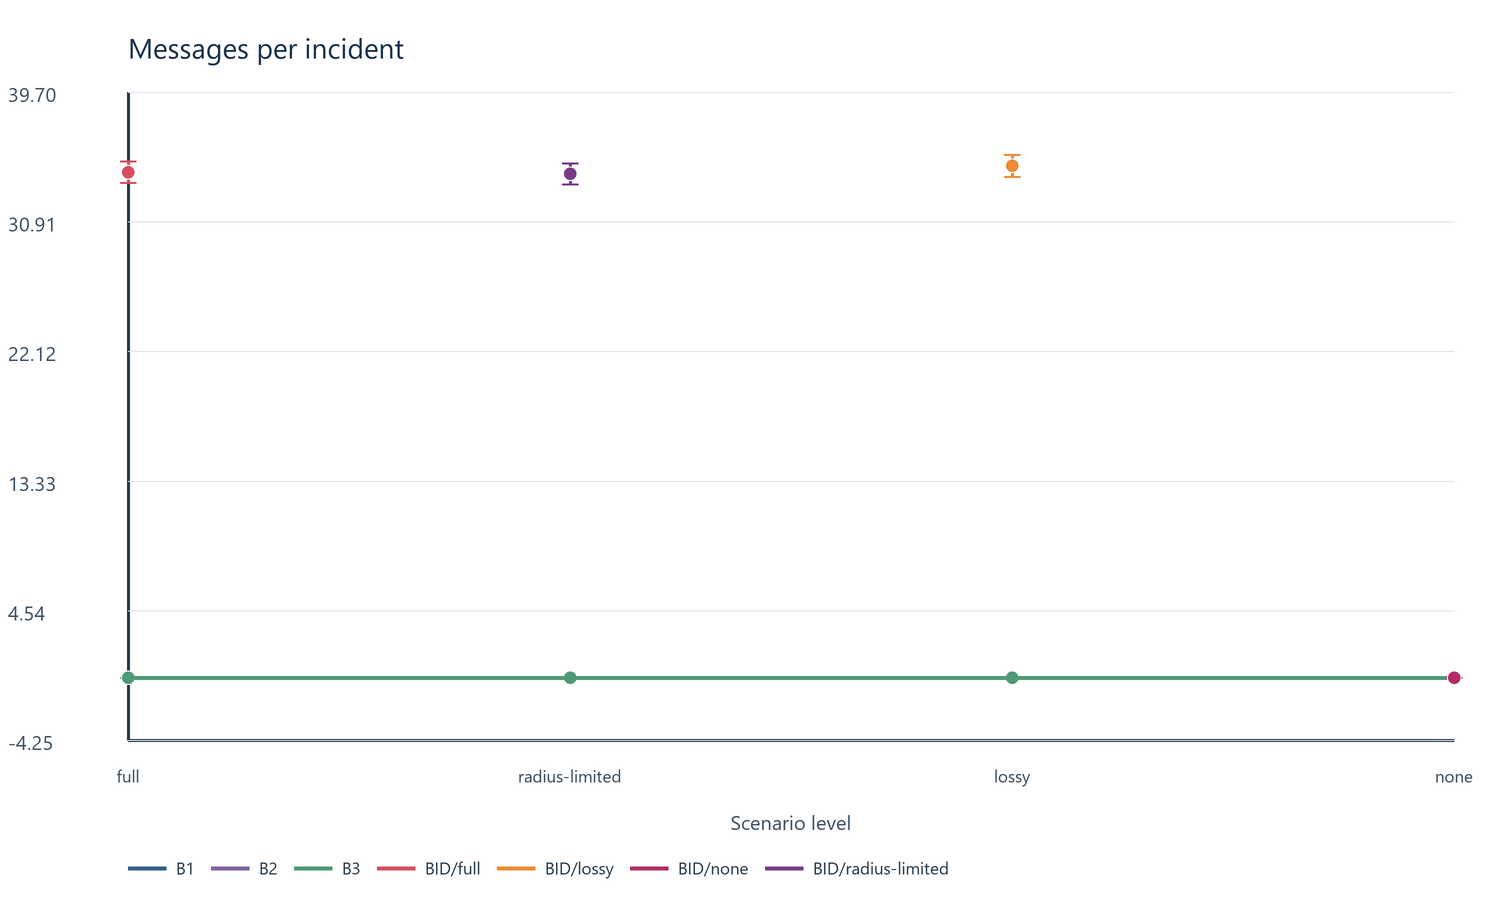 Messages per incident
39.70
30.91
22.12
13.33
4.54
-4.25
full radius-limited lossy none
Scenario level
B1 B2 B3 BID/full BID/lossy BID/none BID/radius-limited